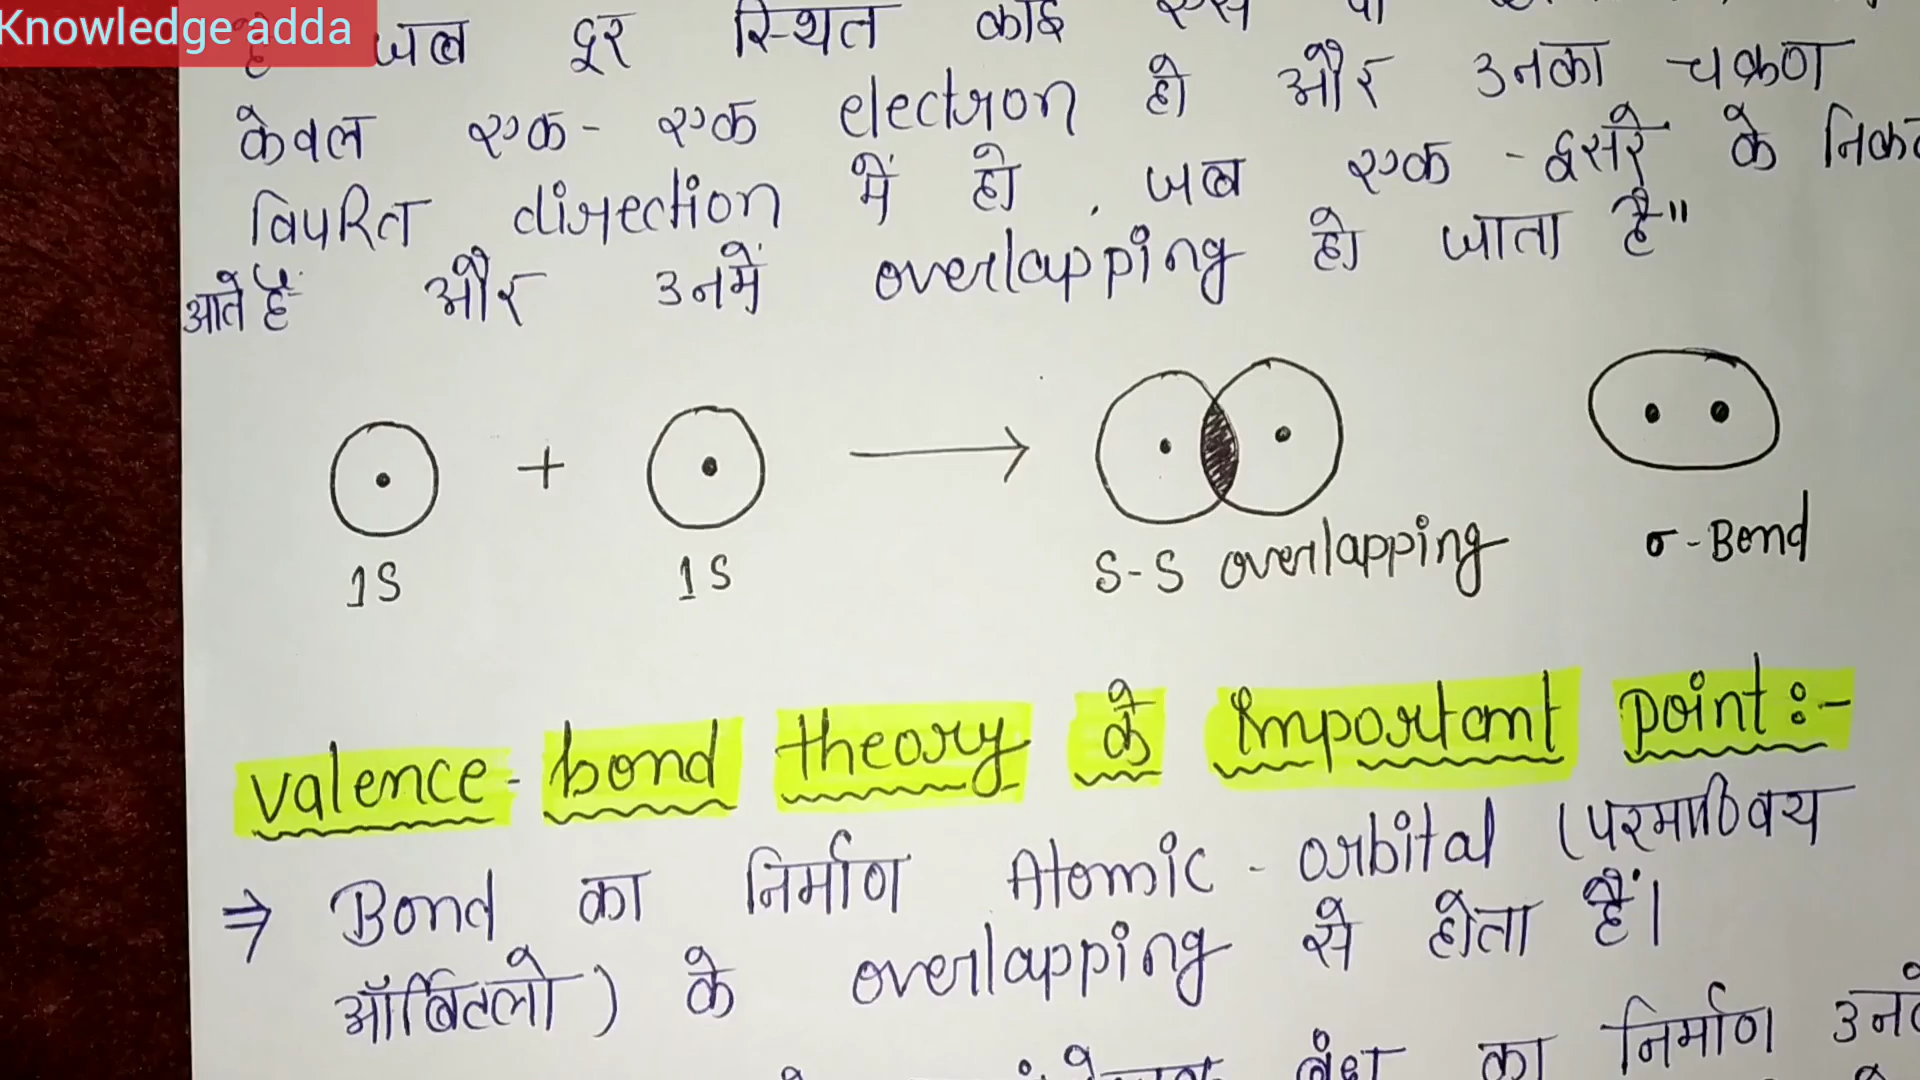 Knowledge adda
है जब दूर स्थित कोई
केवल एक- एक electron हो और उनका चक्रण
विपरित direction में हो, जब एक - दूसरे के
आते है और उनमें overlapping हो जाता है"
+
1S 1S S-S overlapping σ-Bond
valence-bond theory के important point:-
⇒ Bond का निर्माण Atomic-orbital (परमाण्विय
ऑर्बिटलो) के overlapping से होता हैं।
का निर्माण